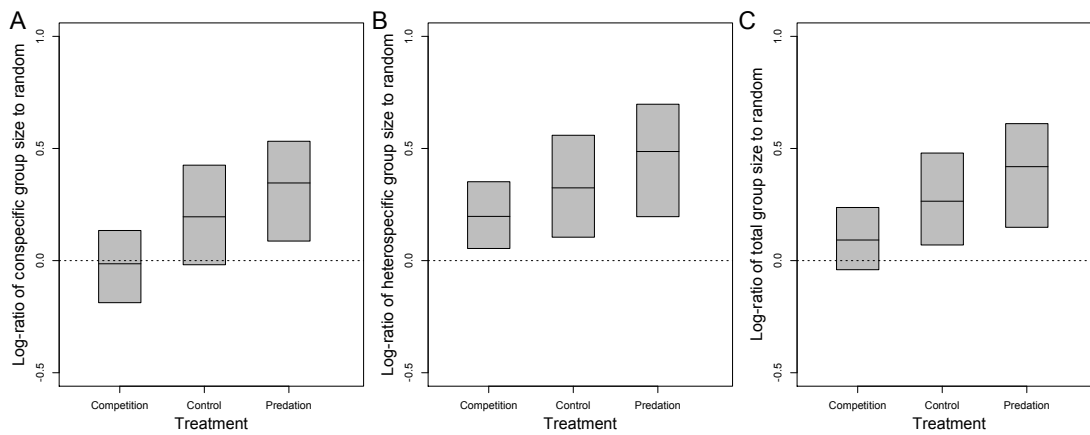 A
Log-ratio of conspecific group size to random
1.0
0.5
0.0
-0.5
Competition
Control
Predation
Treatment
B
Log-ratio of heterospecific group size to random
1.0
0.5
0.0
-0.5
Competition
Control
Predation
Treatment
C
Log-ratio of total group size to random
1.0
0.5
0.0
-0.5
Competition
Control
Predation
Treatment